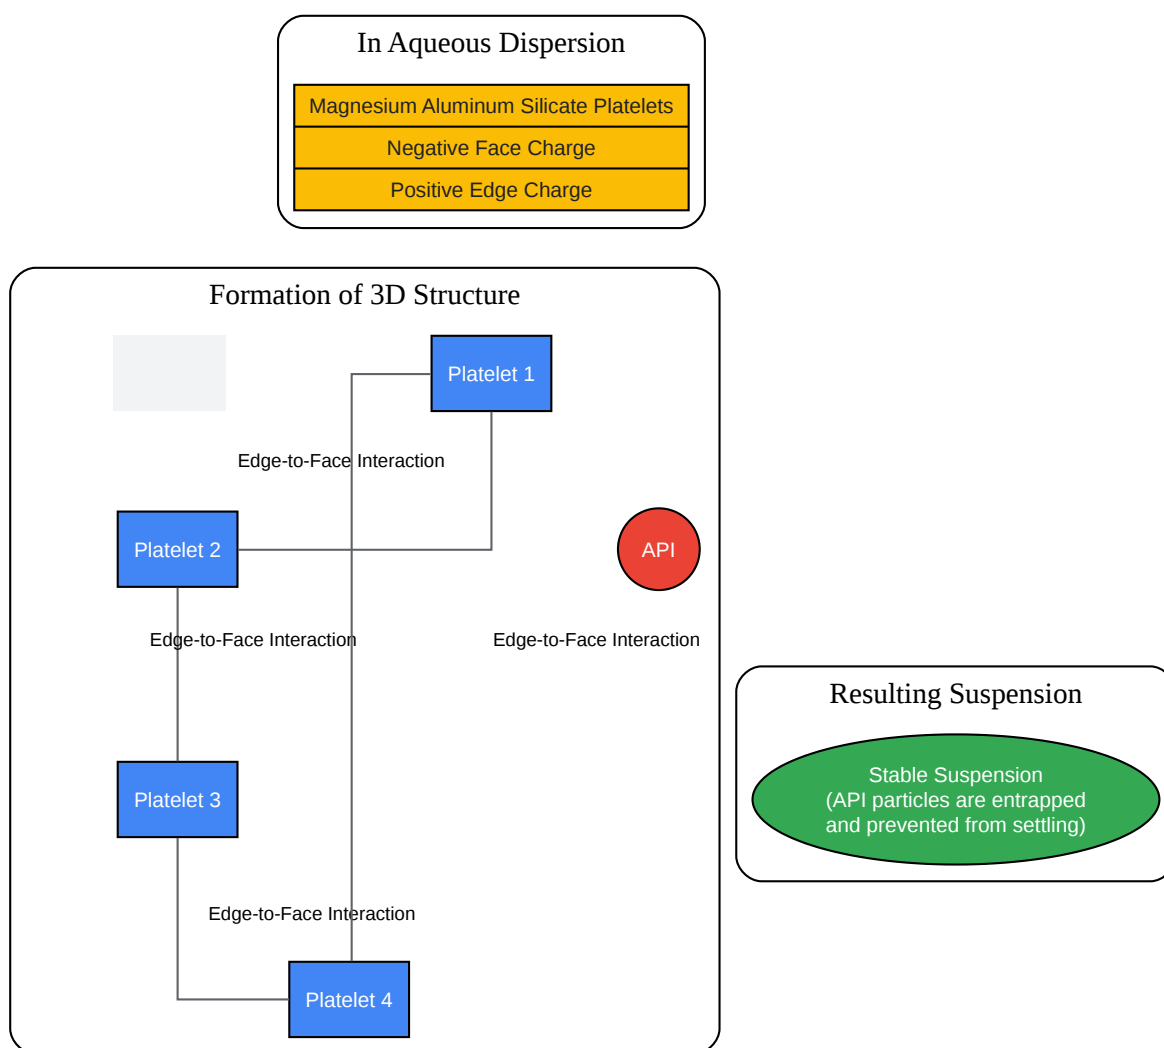 In Aqueous Dispersion
Magnesium Aluminum Silicate Platelets
Negative Face Charge
Positive Edge Charge
Formation of 3D Structure
Platelet 1
Edge-to-Face Interaction
Platelet 2
API
Edge-to-Face Interaction
Edge-to-Face Interaction
Platelet 3
Edge-to-Face Interaction
Platelet 4
Resulting Suspension
Stable Suspension
(API particles are entrapped
and prevented from settling)